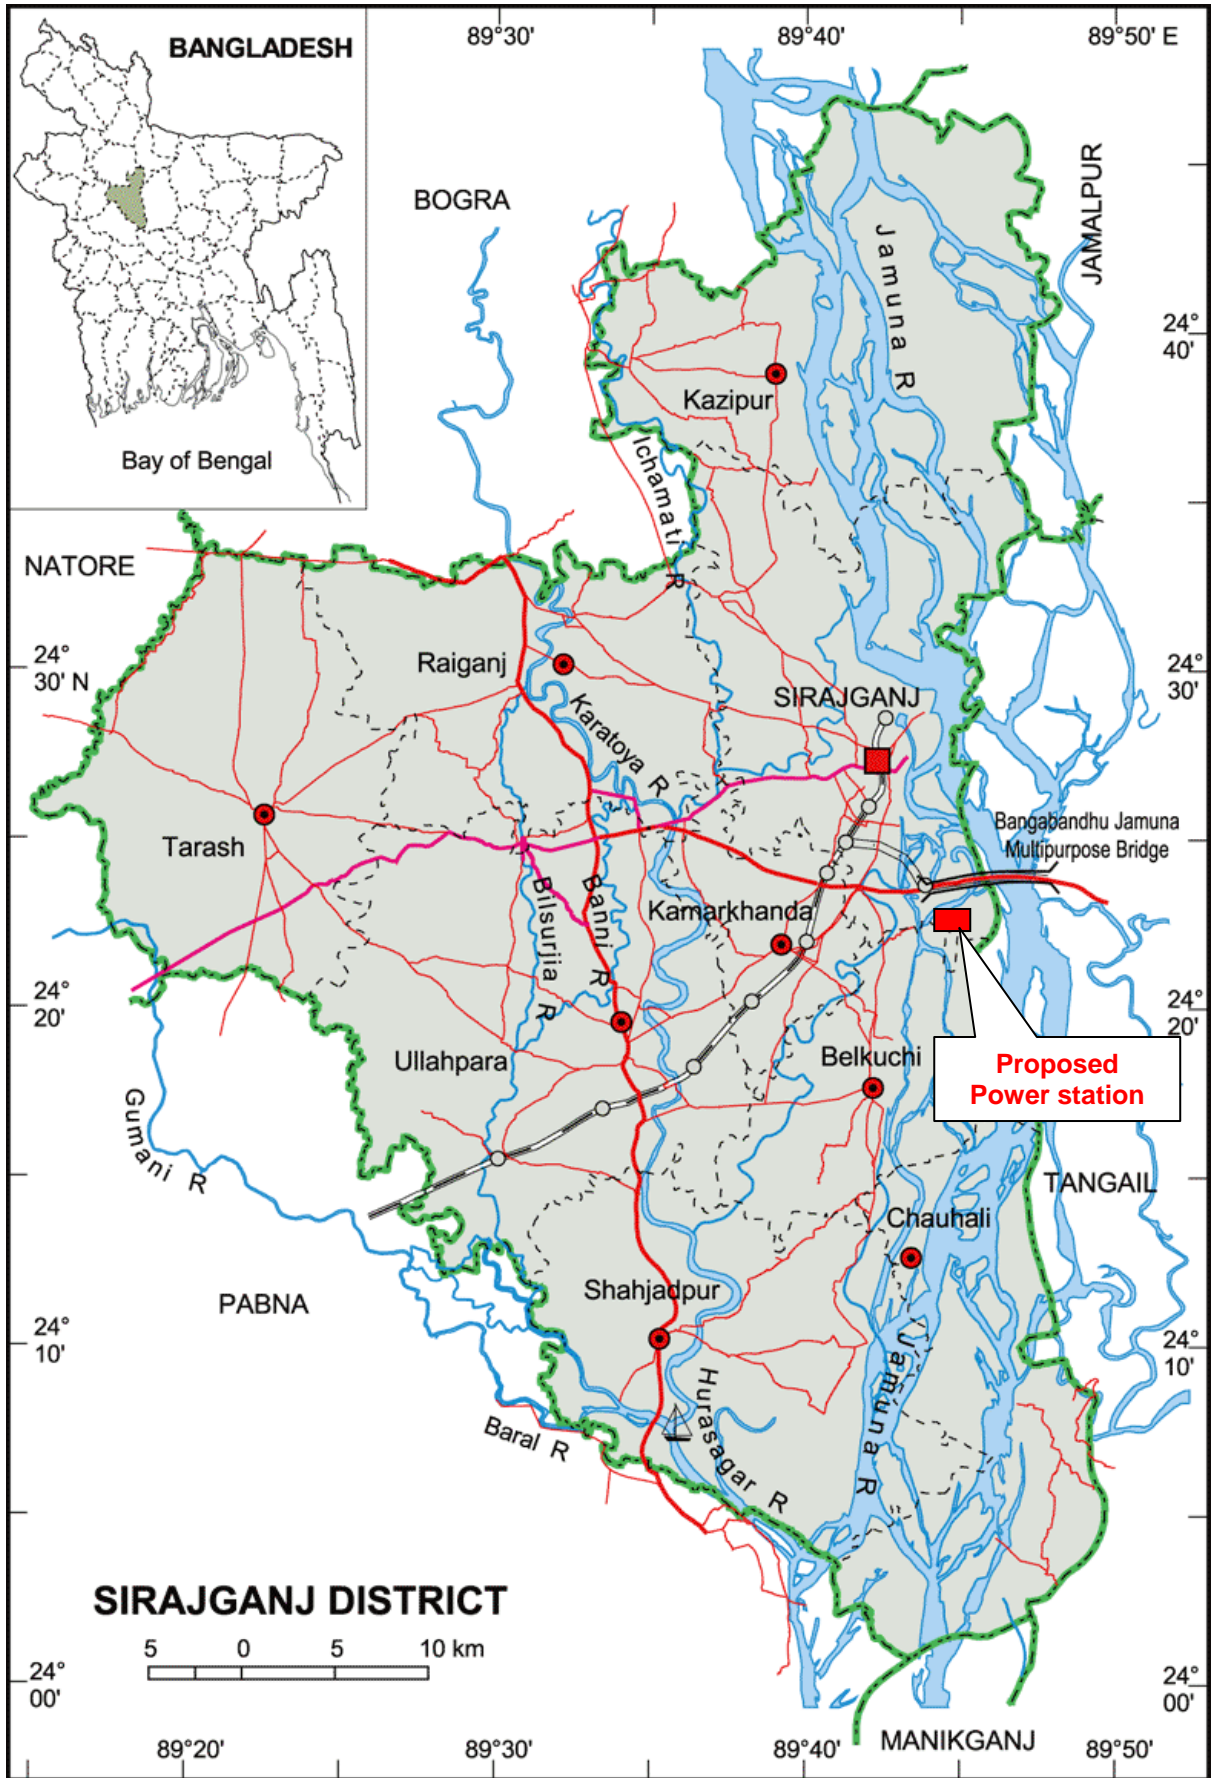 89°30'
89°40'
89°50' E
BANGLADESH
Bay of Bengal
BOGRA
JAMALPUR
Jamuna R
24°
40'
Kazipur
Ichamati R
NATORE
24°
30' N
Raiganj
Karatoya R
SIRAJGANJ
24°
30'
Tarash
Bangabandhu Jamuna
Multipurpose Bridge
Bilsurjia R
Banni R
Kamarkhanda
24°
20'
24°
20'
Ullahpara
Belkuchi
Proposed
Power station
Gumani R
TANGAIL
Chauhali
PABNA
Shahjadpur
24°
10'
24°
10'
Jamuna R
Hurasagar R
Baral R
SIRAJGANJ DISTRICT
5 0 5 10 km
24°
00'
24°
00'
MANIKGANJ
89°20'
89°30'
89°40'
89°50'